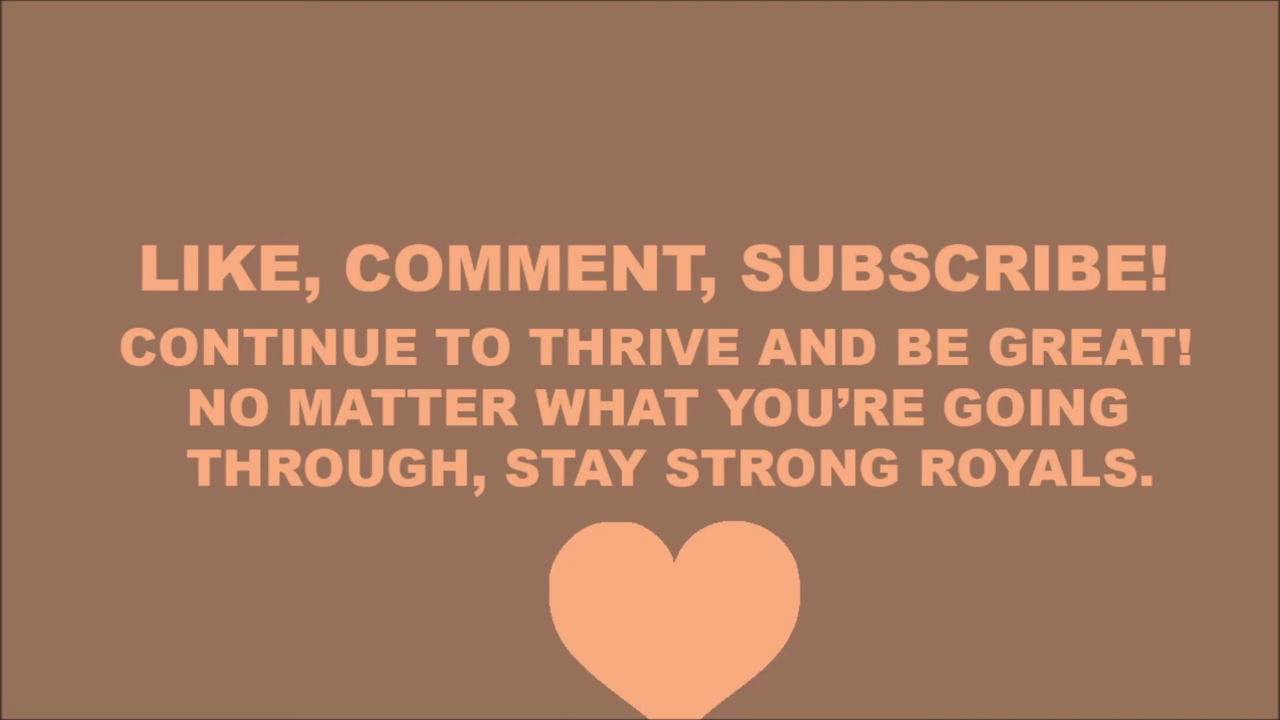 LIKE, COMMENT, SUBSCRIBE!
CONTINUE TO THRIVE AND BE GREAT!
NO MATTER WHAT YOU’RE GOING
THROUGH, STAY STRONG ROYALS.